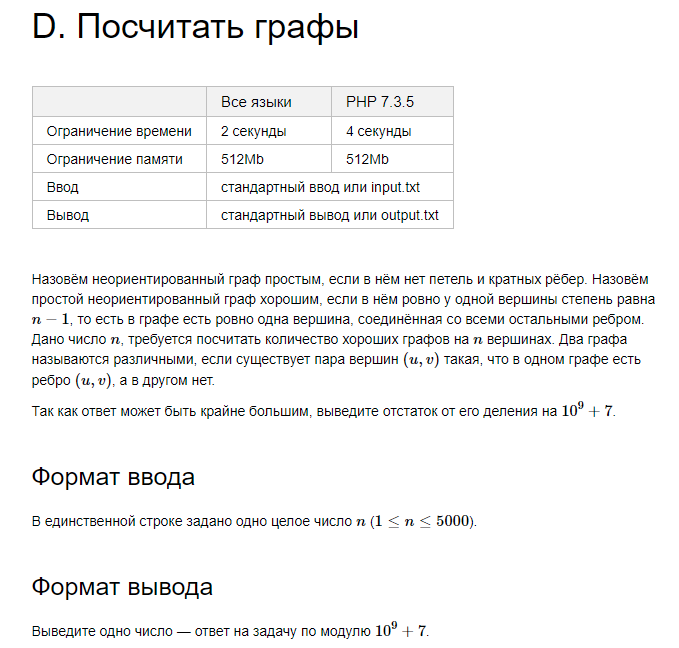 D. Посчитать графы
Все языки PHP 7.3.5
Ограничение времени 2 секунды 4 секунды
Ограничение памяти 512Mb 512Mb
Ввод стандартный ввод или input.txt
Вывод стандартный вывод или output.txt
Назовём неориентированный граф простым, если в нём нет петель и кратных рёбер. Назовём
простой неориентированный граф хорошим, если в нём ровно у одной вершины степень равна
n − 1, то есть в графе есть ровно одна вершина, соединённая со всеми остальными ребром.
Дано число n, требуется посчитать количество хороших графов на n вершинах. Два графа
называются различными, если существует пара вершин (u, v) такая, что в одном графе есть
ребро (u, v), а в другом нет.
Так как ответ может быть крайне большим, выведите отстаток от его деления на 10⁹ + 7.
Формат ввода
В единственной строке задано одно целое число n (1 ≤ n ≤ 5000).
Формат вывода
Выведите одно число — ответ на задачу по модулю 10⁹ + 7.